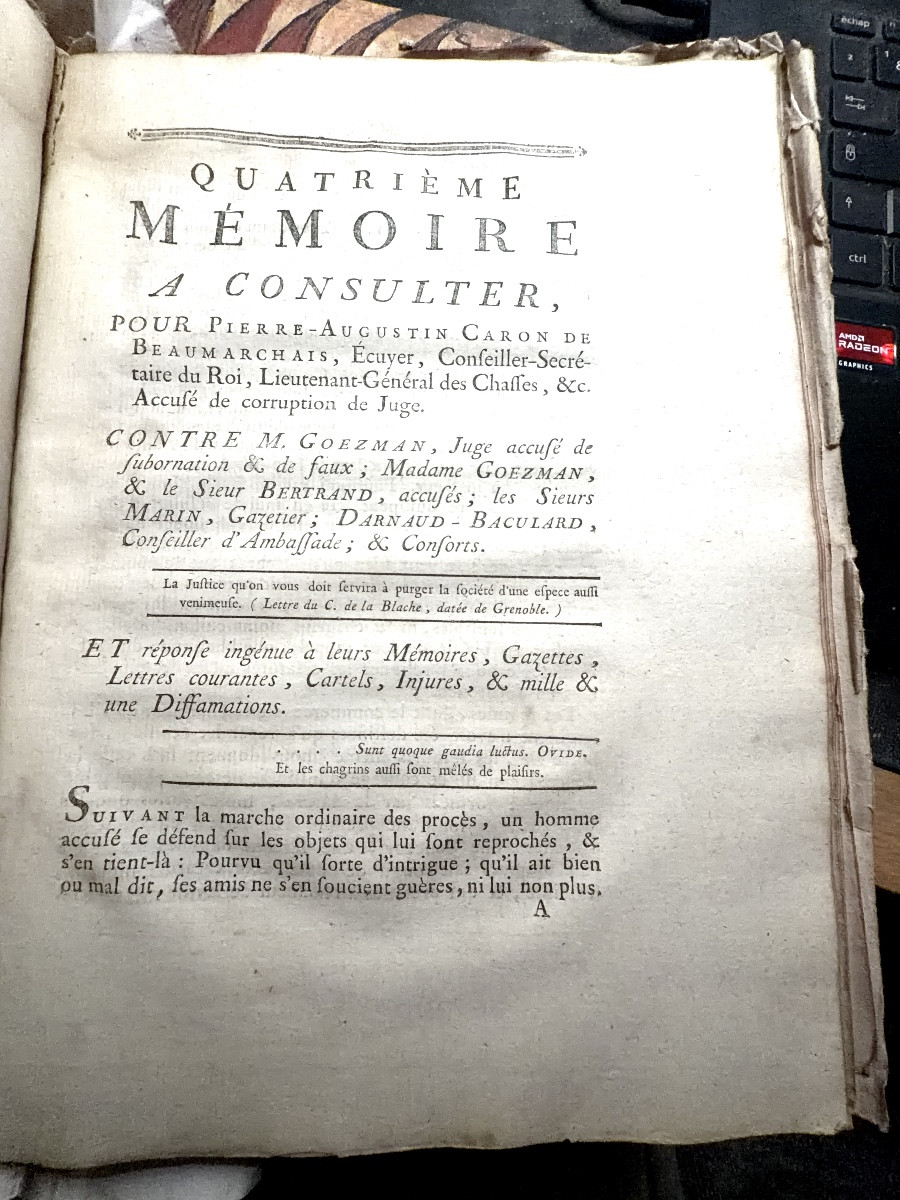 QUATRIÈME
MÉMOIRE
A CONSULTER,
POUR PIERRE-AUGUSTIN CARON DE
BEAUMARCHAIS, Écuyer, Conſeiller-Secré-
taire du Roi, Lieutenant-Général des Chaſſes, &c.
Accuſé de corruption de Juge.
CONTRE M. GOEZMAN, Juge accuſé de
ſubornation & de faux; Madame GOEZMAN,
& le Sieur BERTRAND, accuſés; les Sieurs
MARIN, Gazetier; DARNAUD-BACULARD,
Conſeiller d'Ambaſſade; & Conſorts.
La Juſtice qu'on vous doit ſervira à purger la ſociété d'une eſpece auſſi
venimeuſe. (Lettre du C. de la Blache, datée de Grenoble.)
ET réponſe ingénue à leurs Mémoires, Gazettes,
Lettres courantes, Cartels, Injures, & mille &
une Diffamations.
. . . . Sunt quoque gaudia luctus. OVIDE.
Et les chagrins auſſi ſont mêlés de plaiſirs.
SUIVANT la marche ordinaire des procès, un homme
accuſé ſe défend ſur les objets qui lui ſont reprochés, &
s'en tient-là : Pourvu qu'il ſorte d'intrigue; qu'il ait bien
ou mal dit, ſes amis ne s'en ſoucient guères, ni lui non plus.
A
échap
2
1
ctrl
AMD
RADEON
GRAPHICS